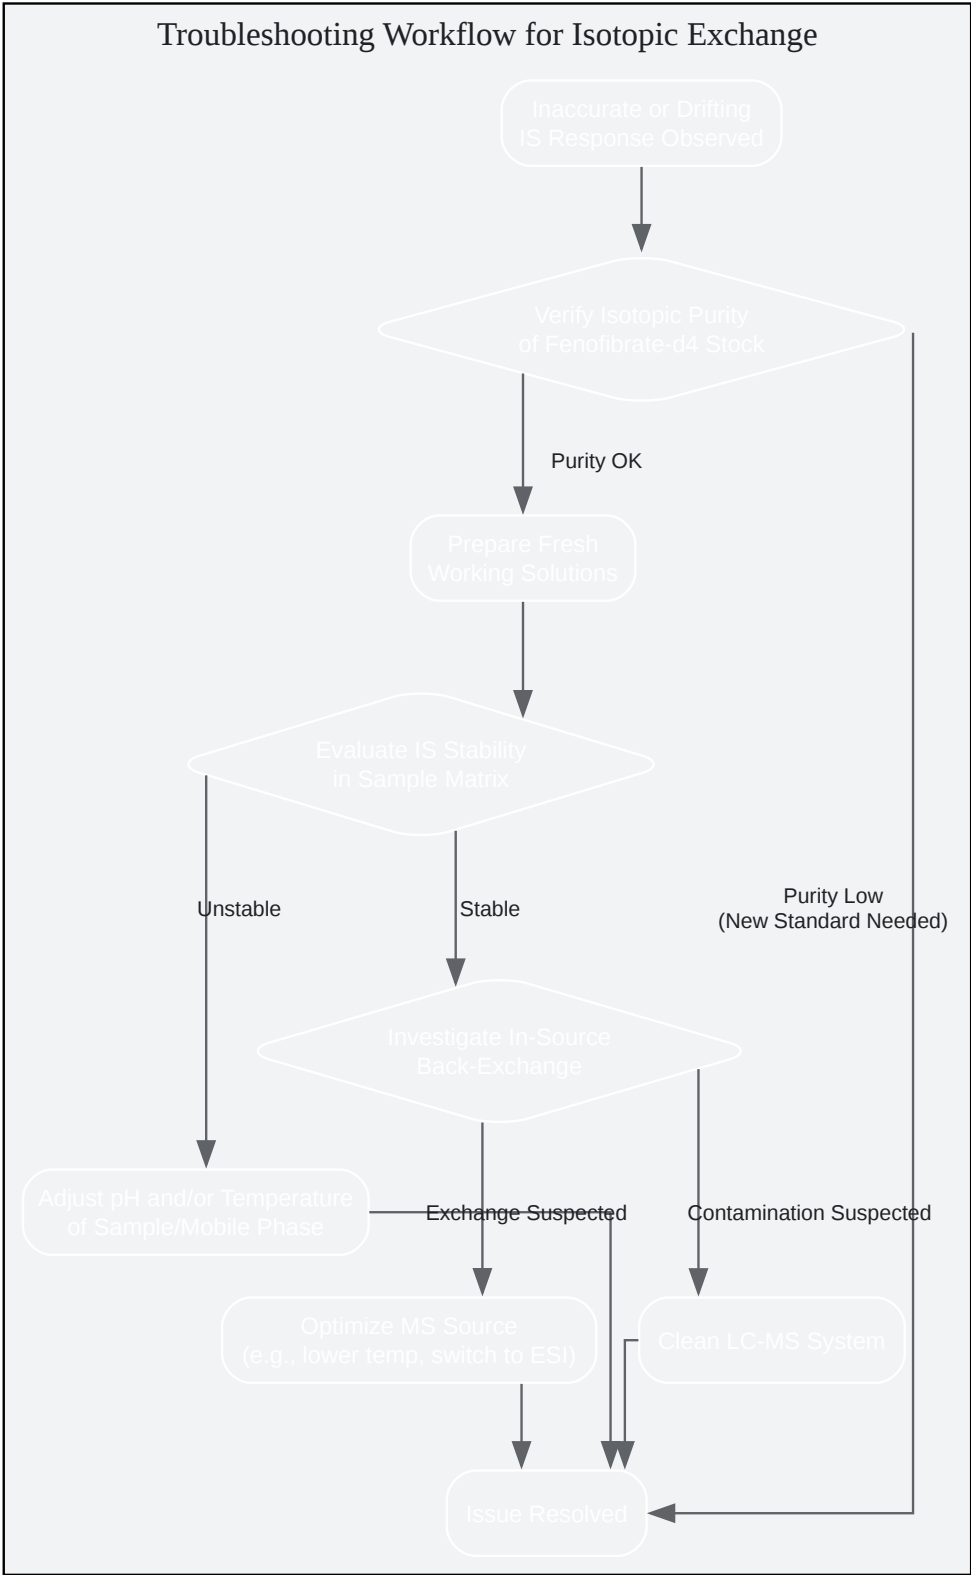 Troubleshooting Workflow for Isotopic Exchange
Inaccurate or Drifting
IS Response Observed
Verify Isotopic Purity
of Fenofibrate-d4 Stock
Purity OK
Prepare Fresh
Working Solutions
Evaluate IS Stability
in Sample Matrix
Unstable
Stable
Purity Low
(New Standard Needed)
Investigate In-Source
Back-Exchange
Adjust pH and/or Temperature
of Sample/Mobile Phase
Exchange Suspected
Contamination Suspected
Optimize MS Source
(e.g., lower temp, switch to ESI)
Clean LC-MS System
Issue Resolved